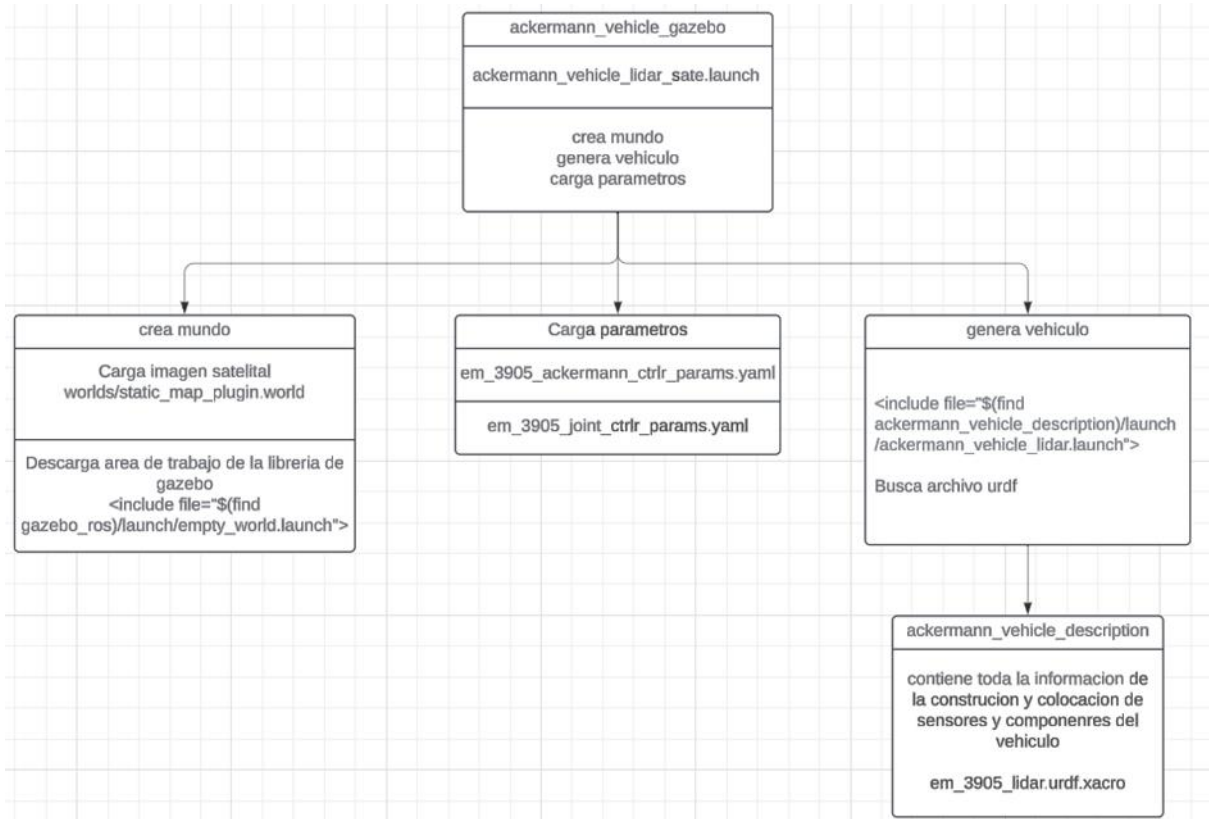 ackermann_vehicle_gazebo
ackermann_vehicle_lidar_sate.launch
crea mundo
genera vehiculo
carga parametros
crea mundo
Carga imagen satelital
worlds/static_map_plugin.world
Descarga area de trabajo de la libreria de
gazebo
<include file="$(find
gazebo_ros)/launch/empty_world.launch">
Carga parametros
em_3905_ackermann_ctrlr_params.yaml
em_3905_joint_ctrlr_params.yaml
genera vehiculo
<include file="$(find
ackermann_vehicle_description)/launch
/ackermann_vehicle_lidar.launch">
Busca archivo urdf
ackermann_vehicle_description
contiene toda la informacion de
la construcion y colocacion de
sensores y componenres del
vehiculo
em_3905_lidar.urdf.xacro